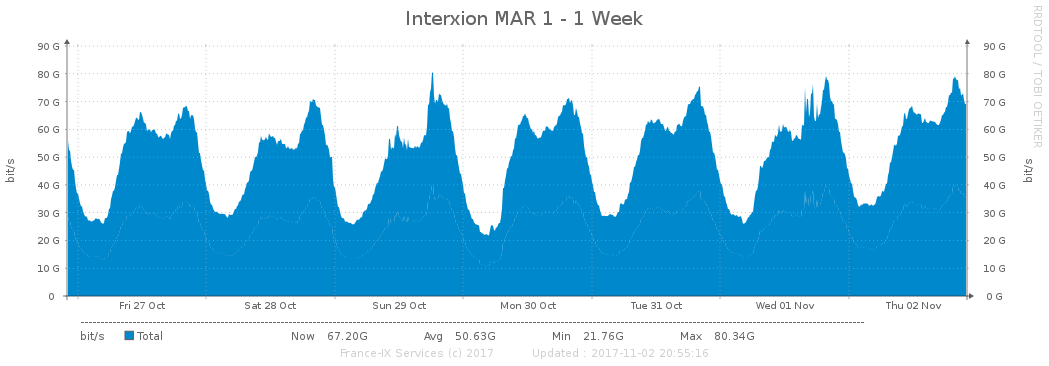 Interxion MAR 1 - 1 Week
RRDTOOL / TOBI OETIKER
90 G 90 G
80 G 80 G
70 G 70 G
60 G 60 G
50 G 50 G
40 G 40 G
30 G 30 G
20 G 20 G
10 G 10 G
0 0 G
bit/s bit/s
Fri 27 Oct Sat 28 Oct Sun 29 Oct Mon 30 Oct Tue 31 Oct Wed 01 Nov Thu 02 Nov
bit/s Total Now 67.20G Avg 50.63G Min 21.76G Max 80.34G
France-IX Services (c) 2017 Updated : 2017-11-02 20:55:16